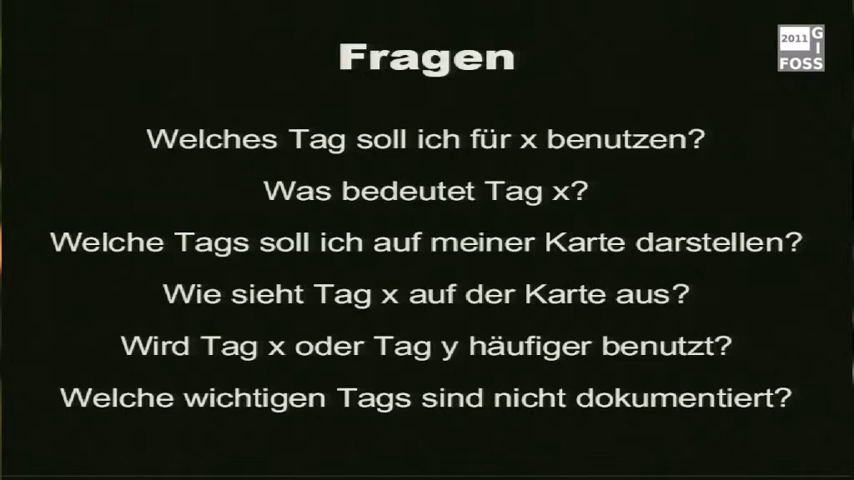 Fragen
Welches Tag soll ich für x benutzen?
Was bedeutet Tag x?
Welche Tags soll ich auf meiner Karte darstellen?
Wie sieht Tag x auf der Karte aus?
Wird Tag x oder Tag y häufiger benutzt?
Welche wichtigen Tags sind nicht dokumentiert?
2011 G
I
FOSS